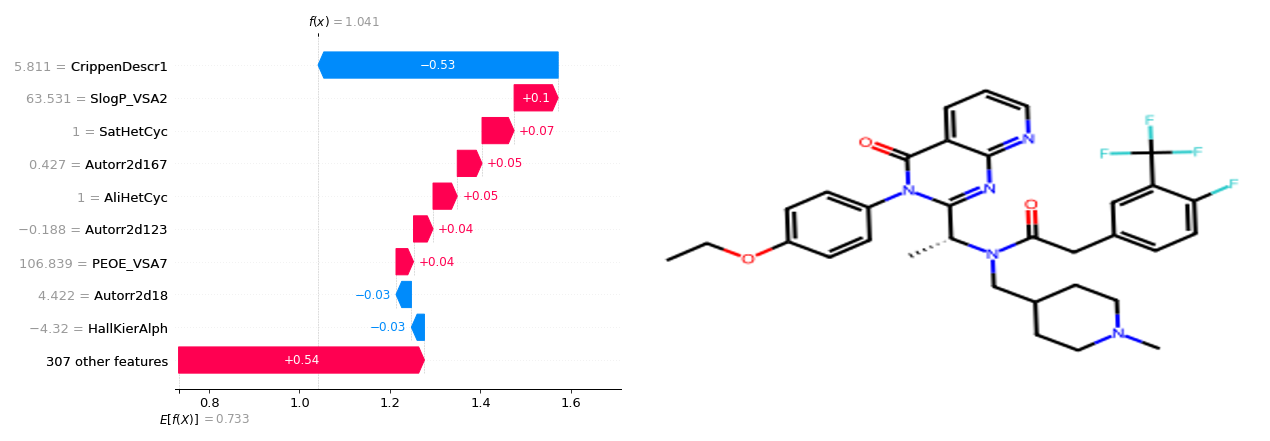 f(x) = 1.041
5.811 = CrippenDescr1
−0.53
63.531 = SlogP_VSA2
+0.1
1 = SatHetCyc
+0.07
0.427 = Autorr2d167
+0.05
1 = AliHetCyc
+0.05
−0.188 = Autorr2d123
+0.04
106.839 = PEOE_VSA7
+0.04
4.422 = Autorr2d18
−0.03
−4.32 = HallKierAlph
−0.03
307 other features
+0.54
0.8 1.0 1.2 1.4 1.6
E[f(X)] = 0.733
F
N
O
F F
N
N
F
O
N
O
N